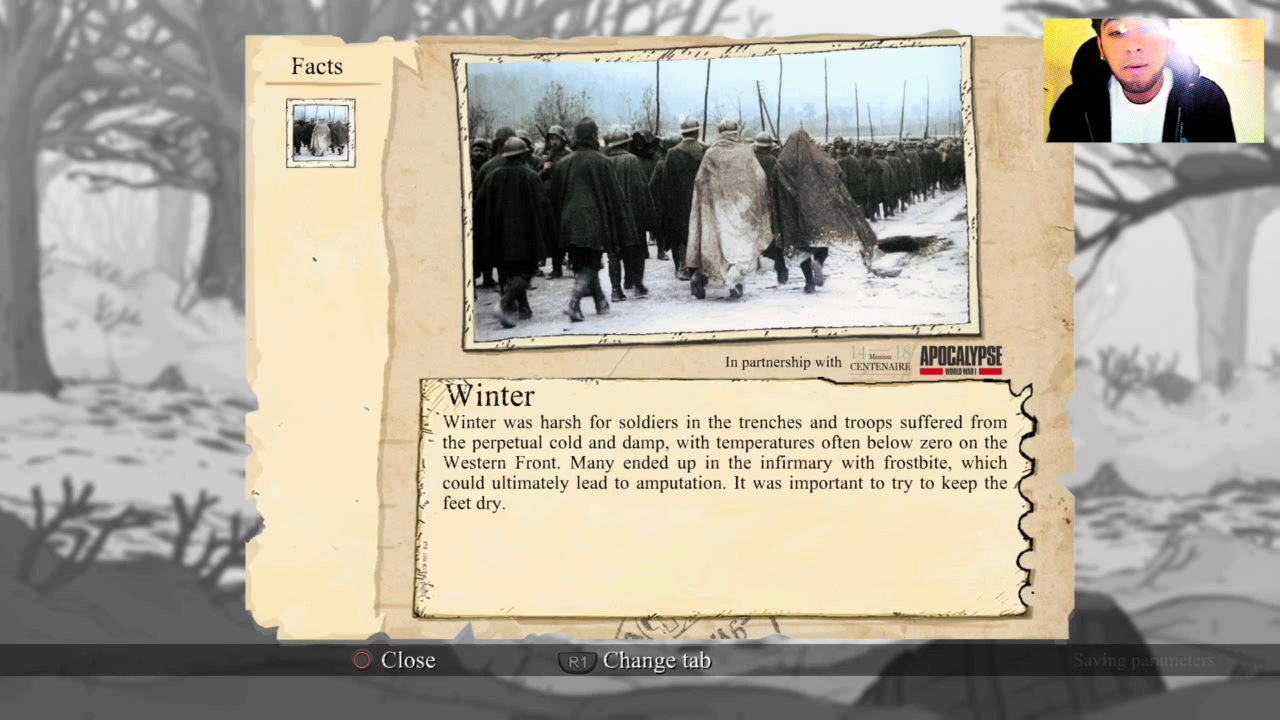 Facts
In partnership with
14 Mission 18
CENTENAIRE
APOCALYPSE
WORLD WAR I
Winter
Winter was harsh for soldiers in the trenches and troops suffered from
the perpetual cold and damp, with temperatures often below zero on the
Western Front. Many ended up in the infirmary with frostbite, which
could ultimately lead to amputation. It was important to try to keep the
feet dry.
Close
R1 Change tab
Saving parameters